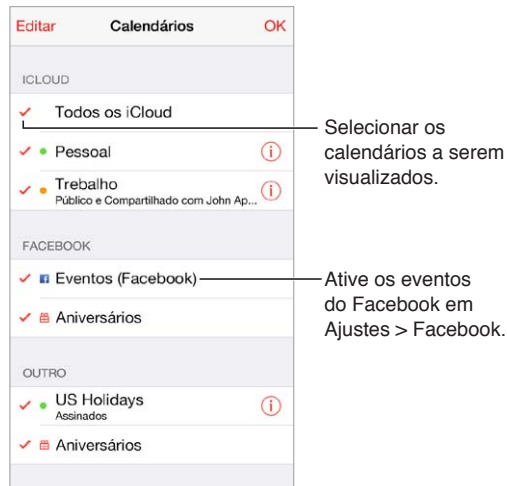 Editar Calendários OK
ICLOUD
Todos os iCloud
Pessoal
Trebalho
Público e Compartilhado com John Ap...
FACEBOOK
Eventos (Facebook)
Aniversários
OUTRO
US Holidays
Assinados
Aniversários
Selecionar os
calendários a serem
visualizados.
Ative os eventos
do Facebook em
Ajustes > Facebook.